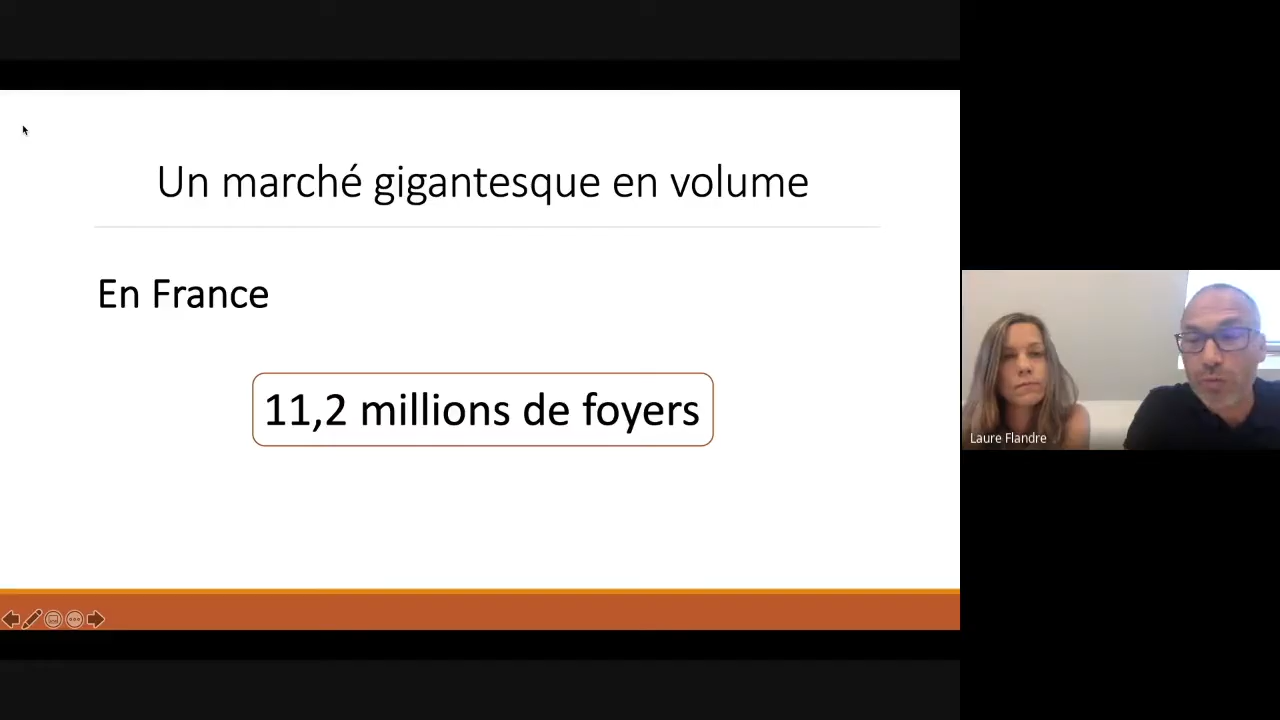 Un marché gigantesque en volume
En France
11,2 millions de foyers
Laure Flandre